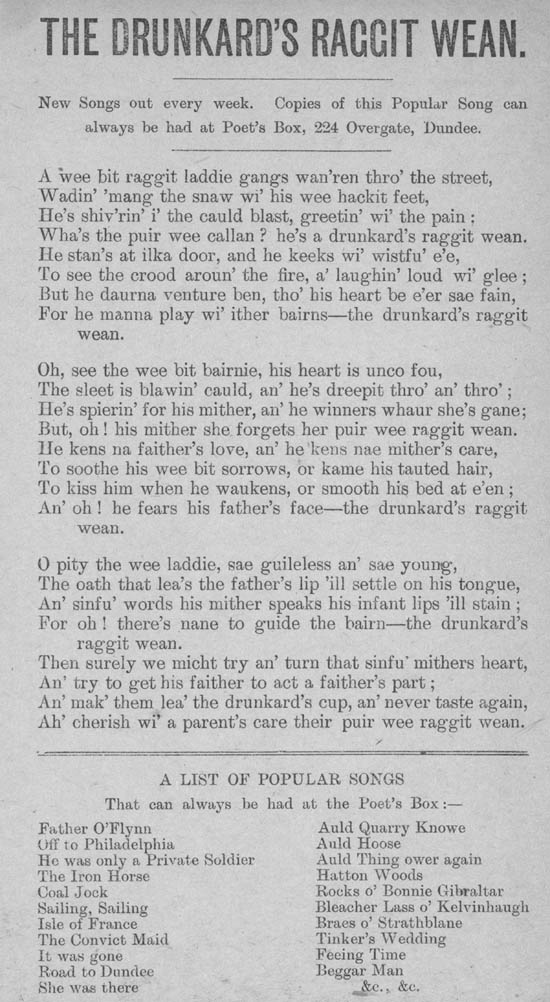 THE DRUNKARD'S RAGGIT WEAN.
New Songs out every week. Copies of this Popular Song can
always be had at Poet's Box, 224 Overgate, Dundee.
A wee bit raggit laddie gangs wan'ren thro' the street,
Wadin' 'mang the snaw wi' his wee hackit feet,
He's shiv'rin' i' the cauld blast, greetin' wi' the pain :
Wha's the puir wee callan ? he's a drunkard's raggit wean.
He stan's at ilka door, and he keeks wi' wistfu' e'e,
To see the crood aroun' the fire, a' laughin' loud wi' glee ;
But he daurna venture ben, tho' his heart be e'er sae fain,
For he manna play wi' ither bairns—the drunkard's raggit
wean.
Oh, see the wee bit bairnie, his heart is unco fou,
The sleet is blawin' cauld, an' he's dreepit thro' an' thro' ;
He's spierin' for his mither, an' he winners whaur she's gane;
But, oh ! his mither she forgets her puir wee raggit wean.
He kens na faither's love, an' he kens nae mither's care,
To soothe his wee bit sorrows, or kame his tauted hair,
To kiss him when he waukens, or smooth his bed at e'en ;
An' oh ! he fears his father's face—the drunkard's raggit
wean.
O pity the wee laddie, sae guileless an' sae young,
The oath that lea's the father's lip 'ill settle on his tongue,
An' sinfu' words his mither speaks his infant lips 'ill stain ;
For oh ! there's nane to guide the bairn—the drunkard's
raggit wean.
Then surely we micht try an' turn that sinfu' mithers heart,
An' try to get his faither to act a faither's part ;
An' mak' them lea' the drunkard's cup, an' never taste again,
Ah' cherish wi' a parent's care their puir wee raggit wean.
A LIST OF POPULAR SONGS
That can always be had at the Poet's Box :—
Father O'Flynn
Off to Philadelphia
He was only a Private Soldier
The Iron Horse
Coal Jock
Sailing, Sailing
Isle of France
The Convict Maid
It was gone
Road to Dundee
She was there
Auld Quarry Knowe
Auld Hoose
Auld Thing ower again
Hatton Woods
Rocks o' Bonnie Gibraltar
Bleacher Lass o' Kelvinhaugh
Braes o' Strathblane
Tinker's Wedding
Feeing Time
Beggar Man
&c., &c.